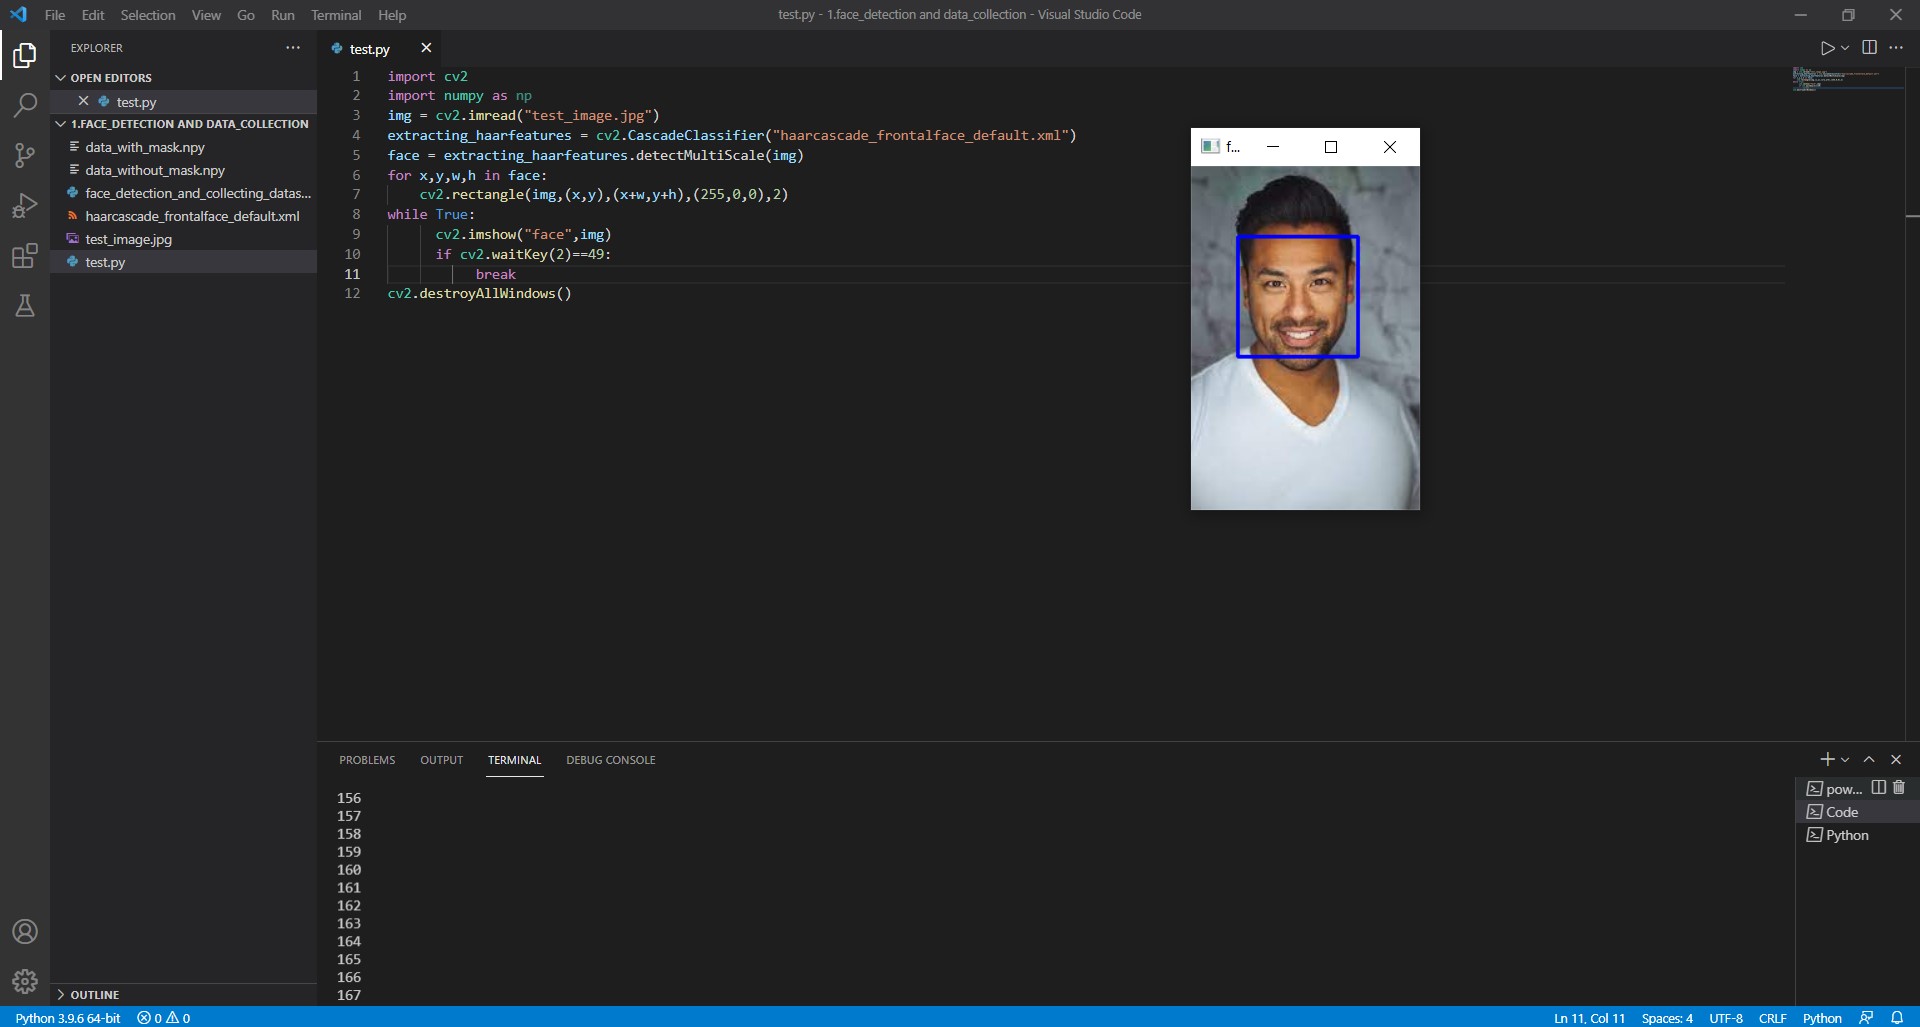 File Edit Selection View Go Run Terminal Help
test.py - 1.face_detection and data_collection - Visual Studio Code
EXPLORER
OPEN EDITORS
test.py
1.FACE_DETECTION AND DATA_COLLECTION
data_with_mask.npy
data_without_mask.npy
face_detection_and_collecting_datas...
haarcascade_frontalface_default.xml
test_image.jpg
test.py
OUTLINE
test.py
1 import cv2
2 import numpy as np
3 img = cv2.imread("test_image.jpg")
4 extracting_haarfeatures = cv2.CascadeClassifier("haarcascade_frontalface_default.xml")
5 face = extracting_haarfeatures.detectMultiScale(img)
6 for x,y,w,h in face:
7 cv2.rectangle(img,(x,y),(x+w,y+h),(255,0,0),2)
8 while True:
9 cv2.imshow("face",img)
10 if cv2.waitKey(2)==49:
11 break
12 cv2.destroyAllWindows()
f...
PROBLEMS OUTPUT TERMINAL DEBUG CONSOLE
156
157
158
159
160
161
162
163
164
165
166
167
pow...
Code
Python
Python 3.9.6 64-bit 0 0 Ln 11, Col 11 Spaces: 4 UTF-8 CRLF Python